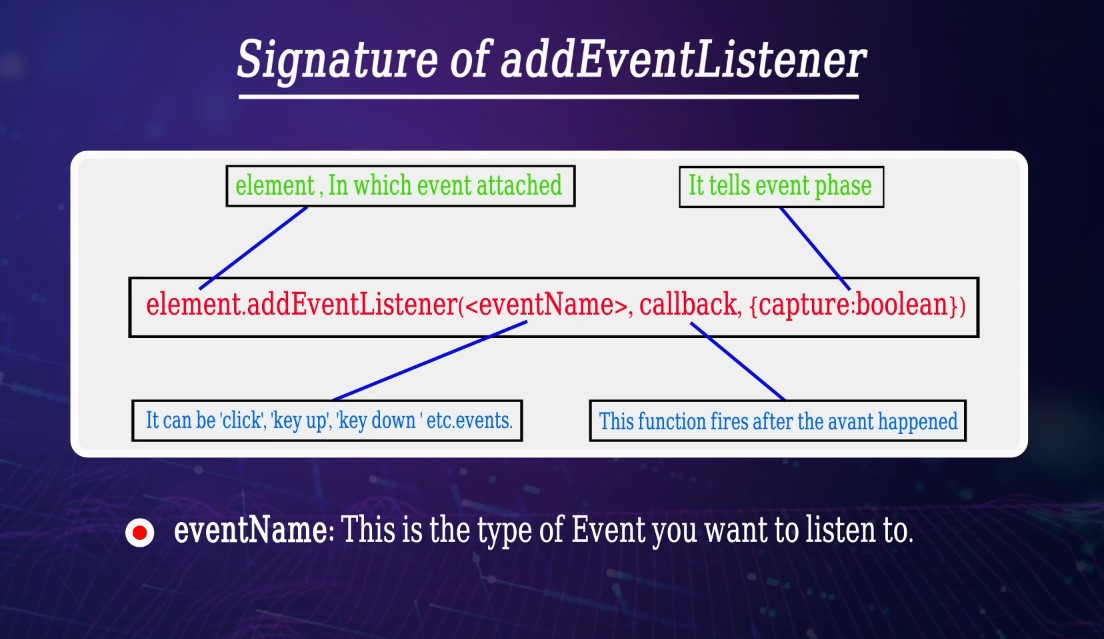 Signature of addEventListener
element , In which event attached
It tells event phase
element.addEventListener(<eventName>, callback, {capture:boolean})
It can be 'click', 'key up', 'key down ' etc.events.
This function fires after the avant happened
eventName: This is the type of Event you want to listen to.